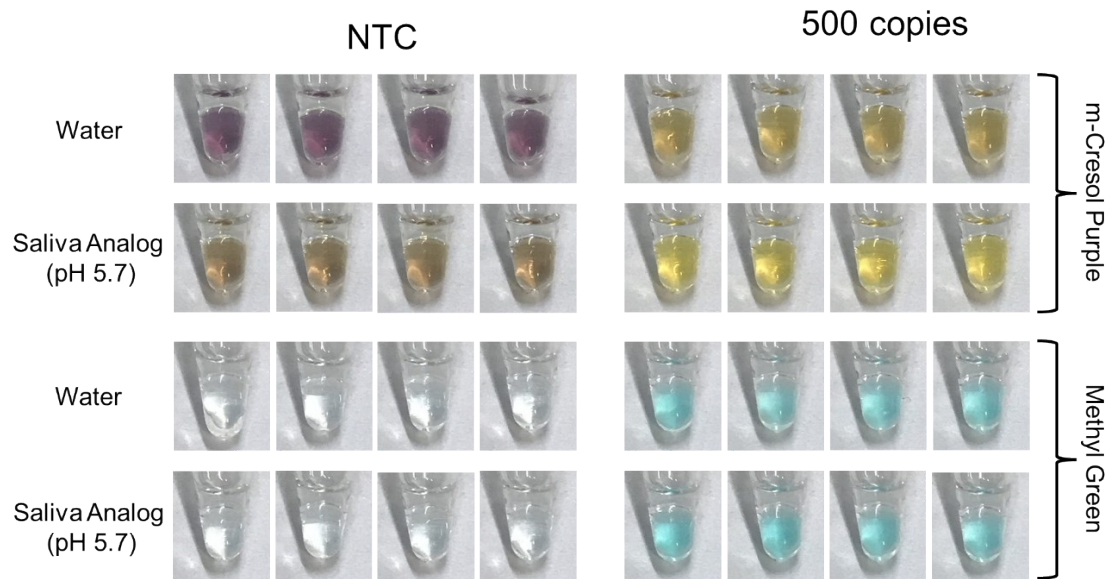 NTC
500 copies
Water
Saliva Analog
(pH 5.7)
m-Cresol Purple
Water
Saliva Analog
(pH 5.7)
Methyl Green